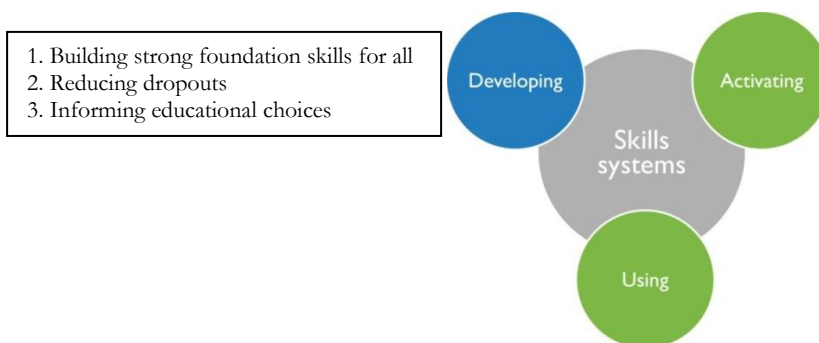 1. Building strong foundation skills for all
2. Reducing dropouts
3. Informing educational choices
Developing
Activating
Skills
systems
Using